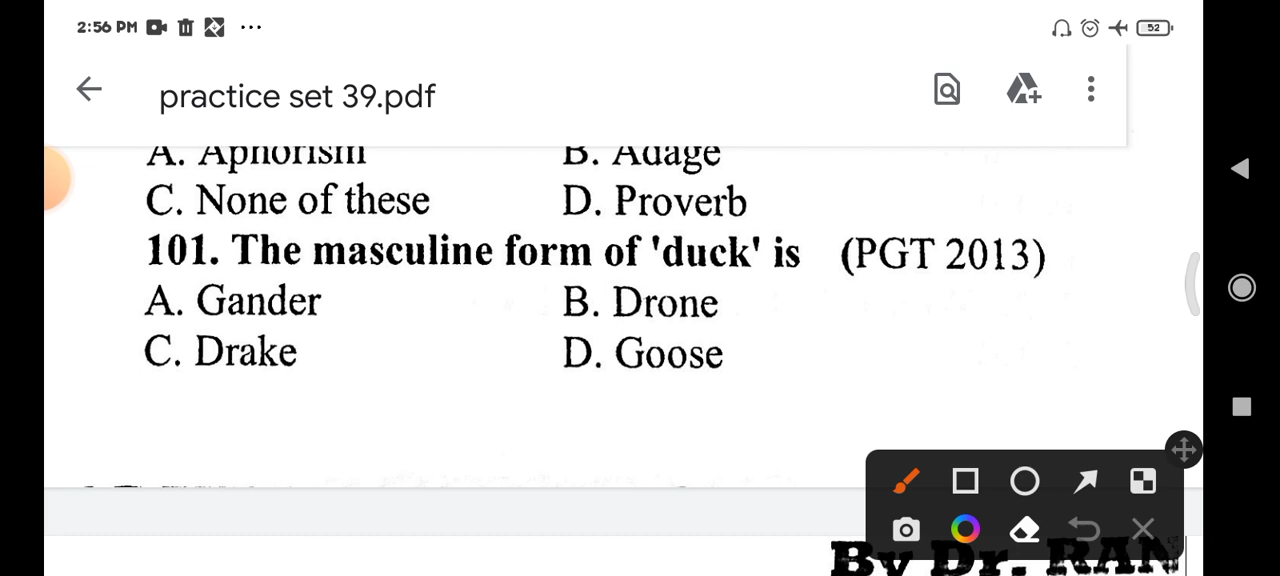 2:56 PM ... 52
practice set 39.pdf
A. Aphorism B. Adage
C. None of these D. Proverb
101. The masculine form of 'duck' is (PGT 2013)
A. Gander B. Drone
C. Drake D. Goose
By Dr. RAN